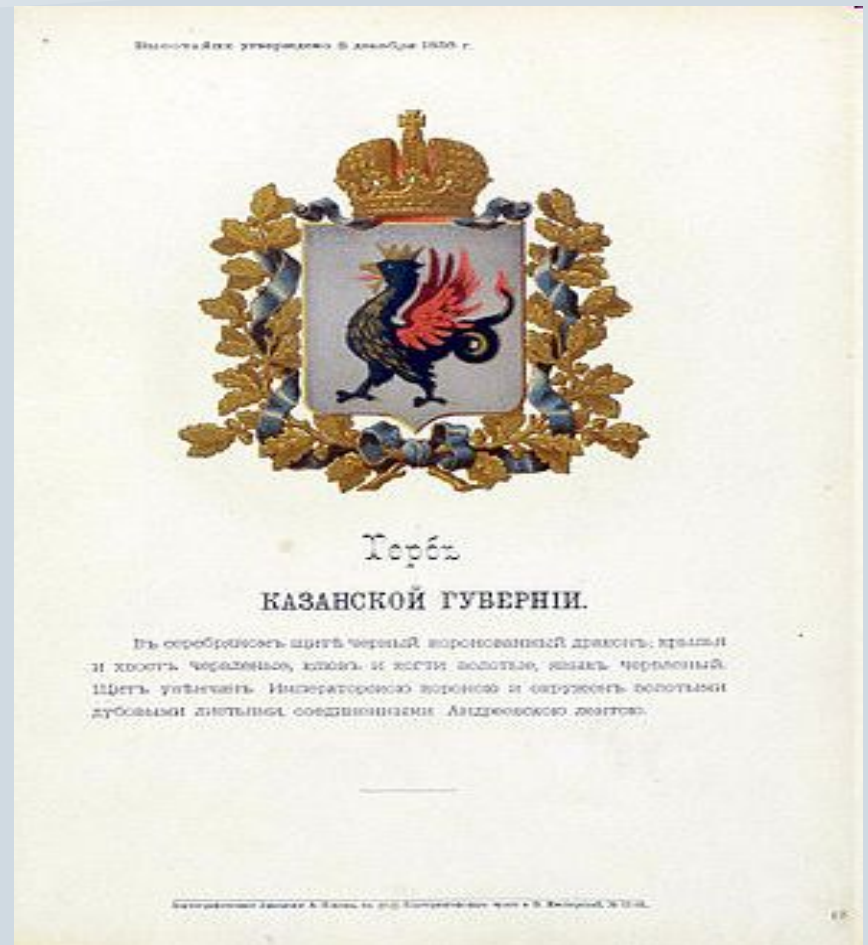 Высочайше утверждено 8 декабря 1856 г.
Гербъ
КАЗАНСКОЙ ГУБЕРНІИ.
Въ серебряномъ щитѣ черный коронованный драконъ; крылья
и хвостъ червленые, клювъ и когти золотые, языкъ червленый.
Щитъ увѣнчанъ Императорскою короною и окруженъ золотыми
дубовыми листьями, соединенными Андреевскою лентою.